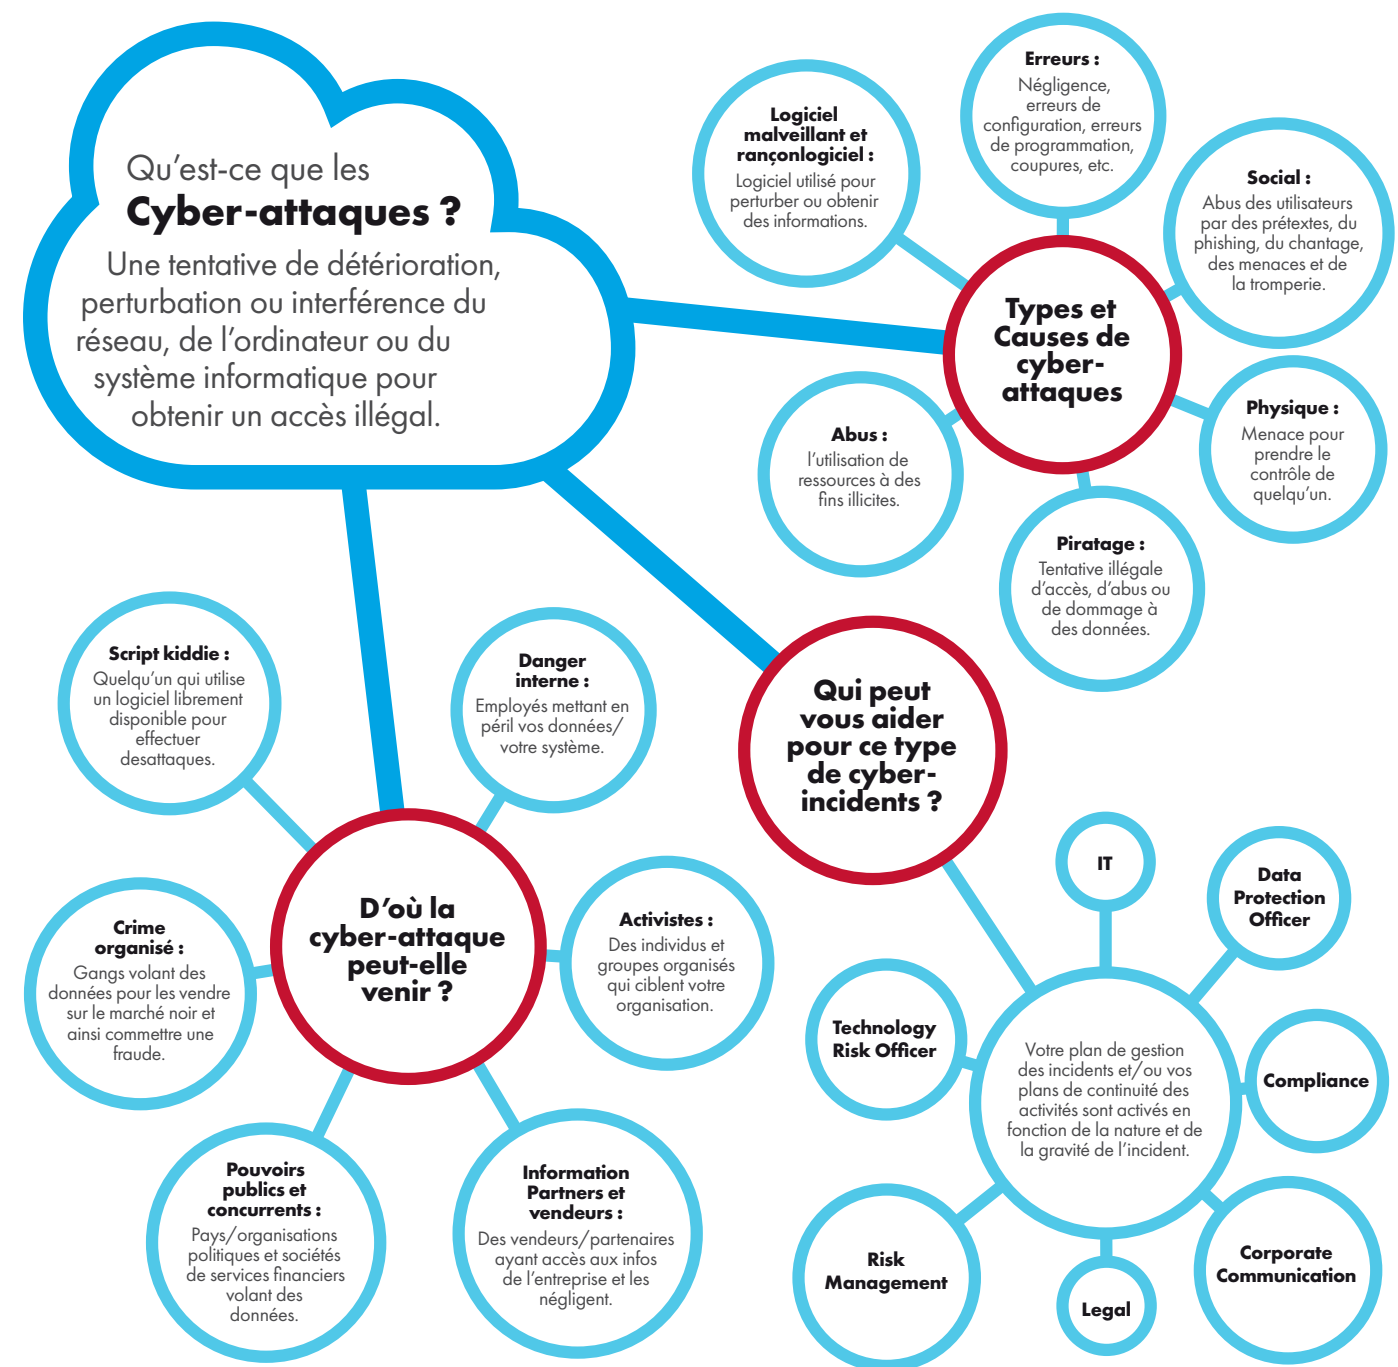 Qu'est-ce que les
Cyber-attaques ?
Une tentative de détérioration,
perturbation ou interférence du
réseau, de l'ordinateur ou du
système informatique pour
obtenir un accès illégal.
Types et
Causes de
cyber-
attaques
Logiciel
malveillant et
rançonlogiciel :
Logiciel utilisé pour
perturber ou obtenir
des informations.
Erreurs :
Négligence,
erreurs de
configuration, erreurs
de programmation,
coupures, etc.
Social :
Abus des utilisateurs
par des prétextes, du
phishing, du chantage,
des menaces et de
la tromperie.
Physique :
Menace pour
prendre le
contrôle de
quelqu'un.
Piratage :
Tentative illégale
d'accès, d'abus ou
de dommage à
des données.
Abus :
l'utilisation de
ressources à des
fins illicites.
D'où la
cyber-attaque
peut-elle
venir ?
Script kiddie :
Quelqu'un qui utilise
un logiciel librement
disponible pour
effectuer
desattaques.
Danger
interne :
Employés mettant en
péril vos données/
votre système.
Activistes :
Des individus et
groupes organisés
qui ciblent votre
organisation.
Information
Partners et
vendeurs :
Des vendeurs/partenaires
ayant accès aux infos
de l'entreprise et les
négligent.
Pouvoirs
publics et
concurrents :
Pays/organisations
politiques et sociétés
de services financiers
volant des
données.
Crime
organisé :
Gangs volant des
données pour les vendre
sur le marché noir et
ainsi commettre une
fraude.
Qui peut
vous aider
pour ce type
de cyber-
incidents ?
Votre plan de gestion
des incidents et/ou vos
plans de continuité des
activités sont activés en
fonction de la nature et de
la gravité de l'incident.
IT
Data
Protection
Officer
Compliance
Corporate
Communication
Legal
Risk
Management
Technology
Risk Officer